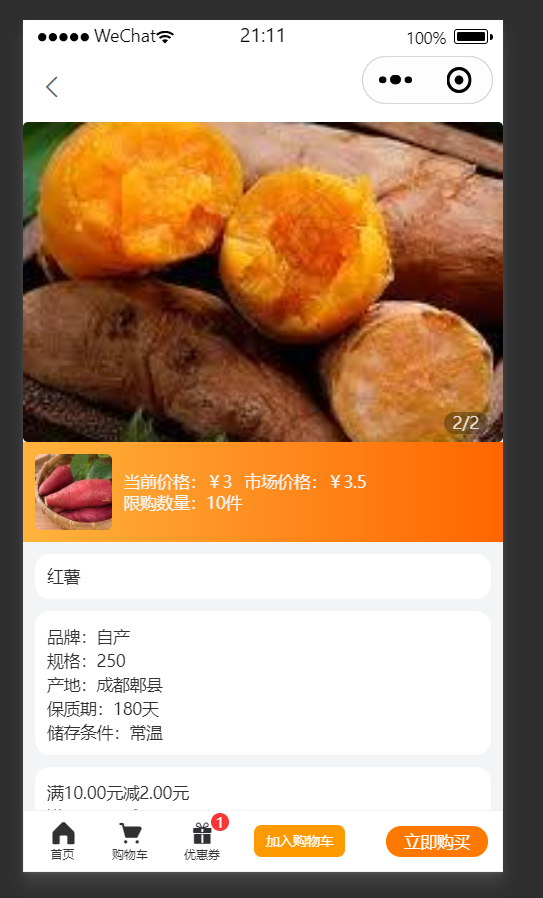 WeChat 21:11 100%
2/2
当前价格：￥3 市场价格：￥3.5
限购数量：10件
红薯
品牌：自产
规格：250
产地：成都郫县
保质期：180天
储存条件：常温
满10.00元减2.00元
1
首页 购物车 优惠券 加入购物车 立即购买